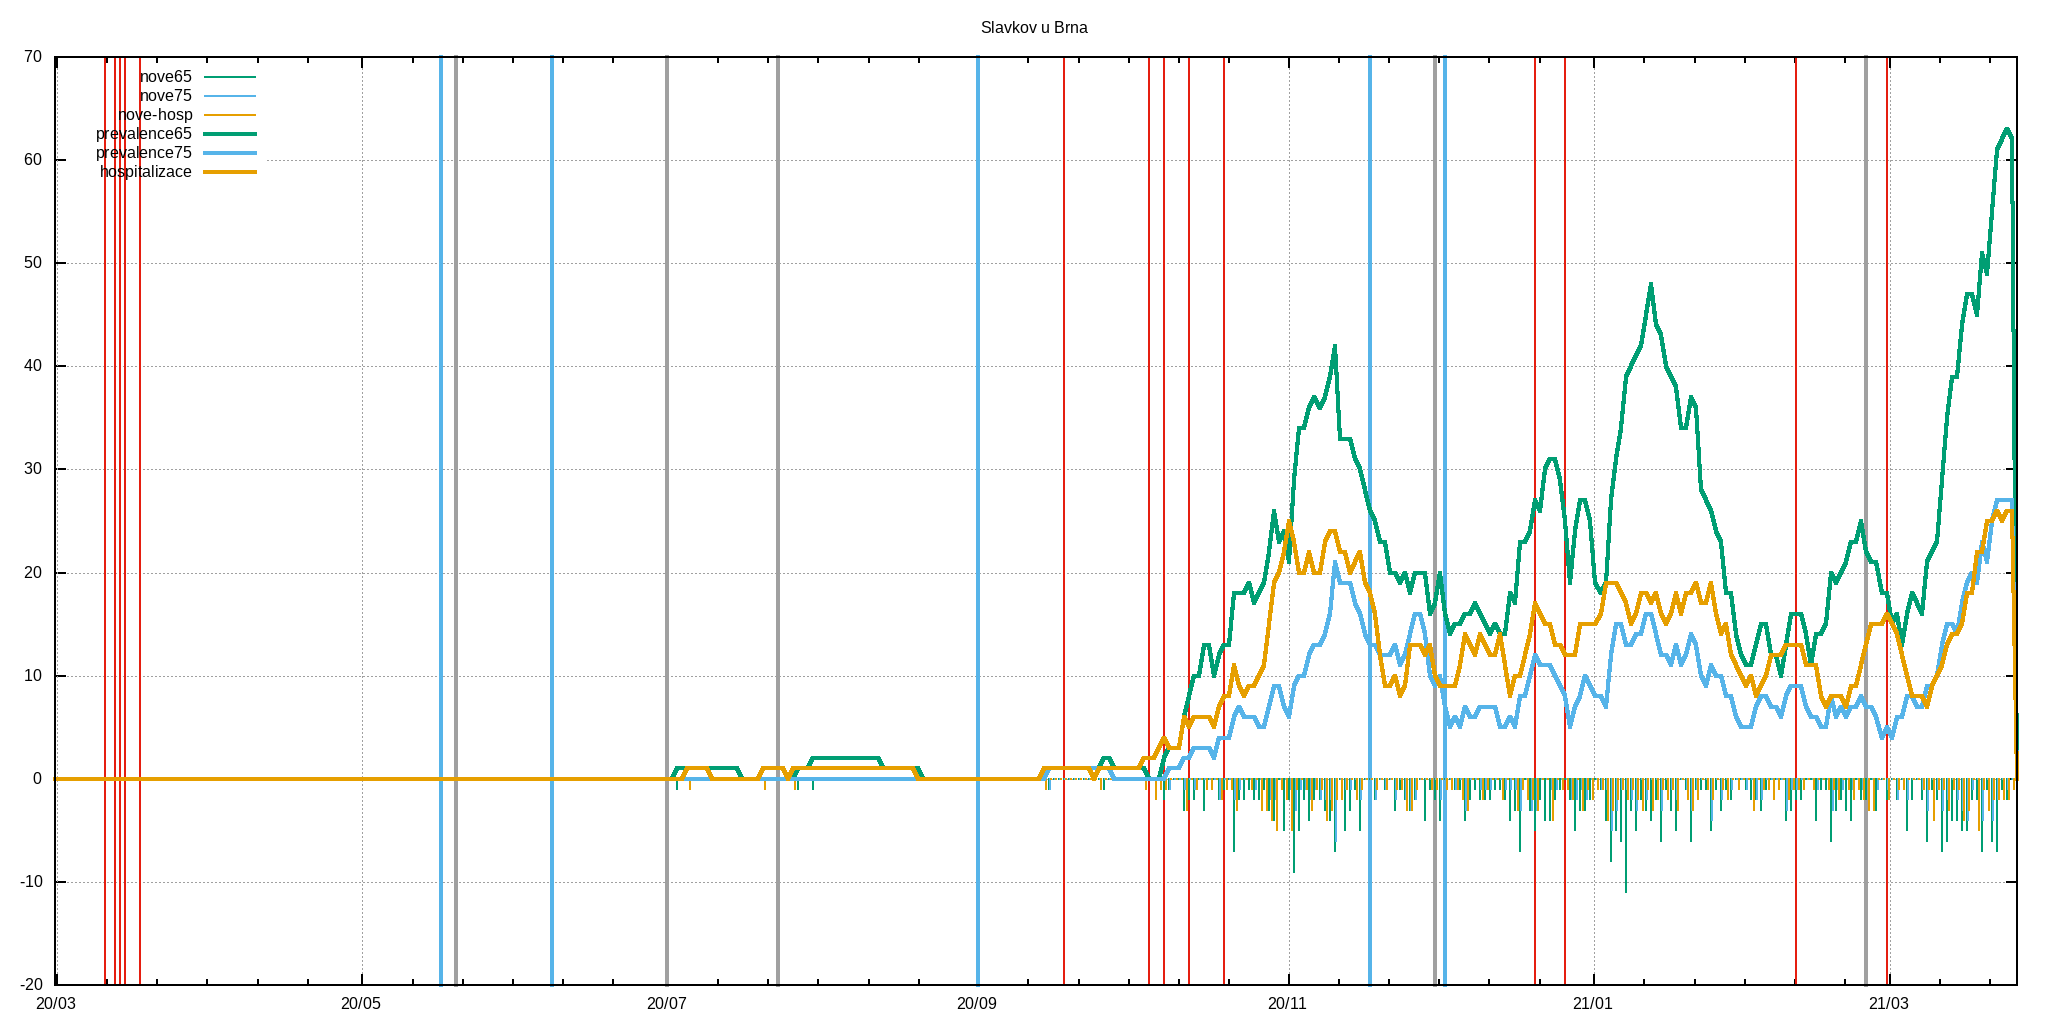 Slavkov u Brna
70
60
50
40
30
20
10
0
-10
-20
nove65
nove75
nove-hosp
prevalence65
prevalence75
hospitalizace
20/03 20/05 20/07 20/09 20/11 21/01 21/03